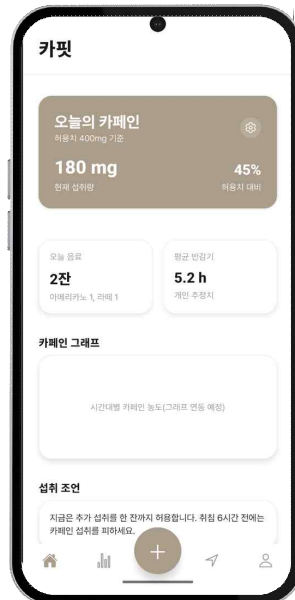 카핏
오늘의 카페인
허용치 400mg 기준
180 mg
45%
현재 섭취량
허용치 대비
오늘 음료
평균 반감기
2잔
5.2 h
아메리카노 1, 라떼 1
개인 추정치
카페인 그래프
시간대별 카페인 농도(그래프 연동 예정)
섭취 조언
지금은 추가 섭취를 한 잔까지 허용합니다. 취침 6시간 전에는
카페인 섭취를 피하세요.